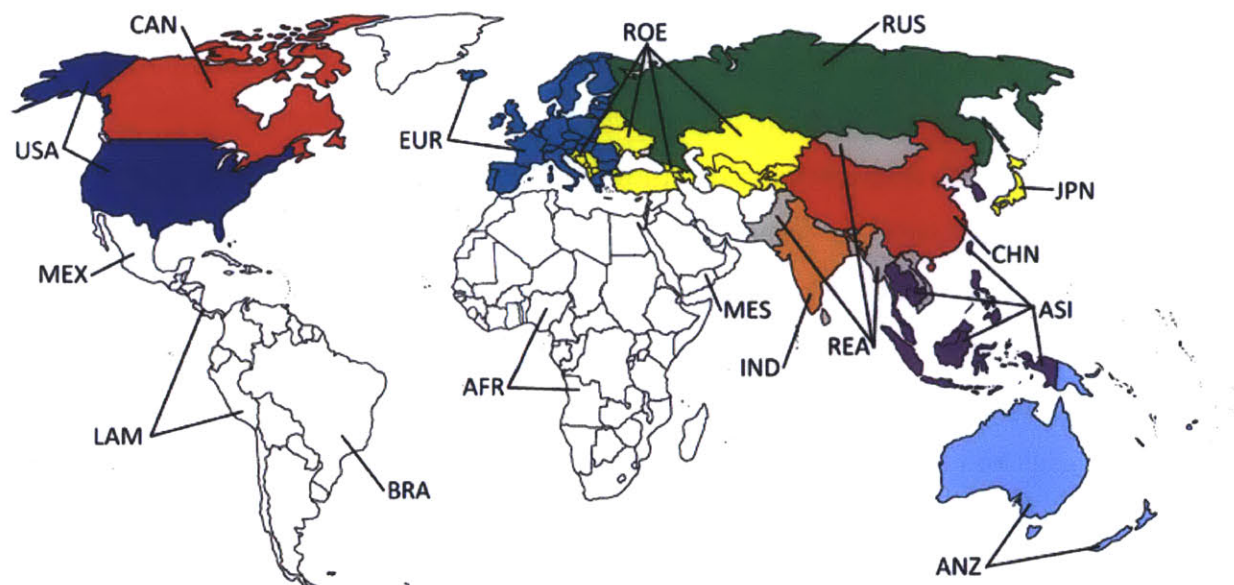 CAN
ROE
RUS
USA
EUR
JPN
MEX
CHN
MES
ASI
REA
IND
AFR
LAM
BRA
ANZ